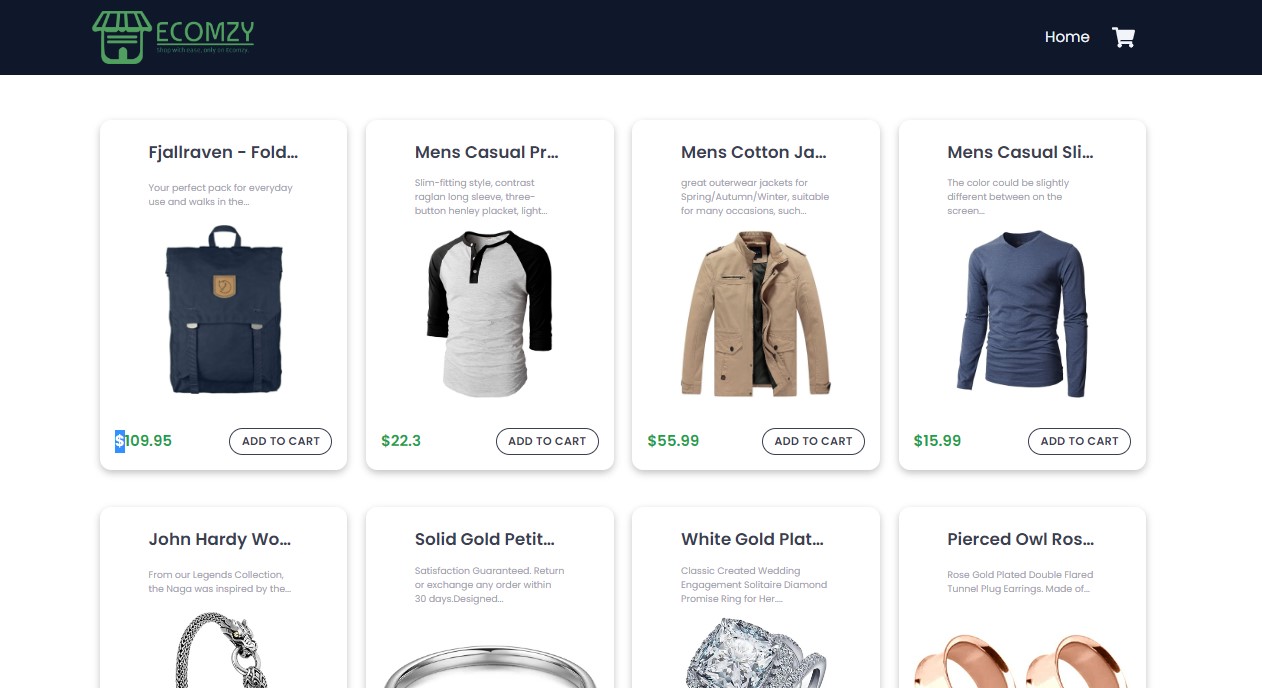 ECOMZY
Shop with ease, only on Ecomzy.
Home
Fjallraven - Fold...
Your perfect pack for everyday
use and walks in the...
$109.95
ADD TO CART
Mens Casual Pr...
Slim-fitting style, contrast
raglan long sleeve, three-
button henley placket, light...
$22.3
ADD TO CART
Mens Cotton Ja...
great outerwear jackets for
Spring/Autumn/Winter, suitable
for many occasions, such...
$55.99
ADD TO CART
Mens Casual Sli...
The color could be slightly
different between on the
screen...
$15.99
ADD TO CART
John Hardy Wo...
From our Legends Collection,
the Naga was inspired by the...
Solid Gold Petit...
Satisfaction Guaranteed. Return
or exchange any order within
30 days.Designed...
White Gold Plat...
Classic Created Wedding
Engagement Solitaire Diamond
Promise Ring for Her....
Pierced Owl Ros...
Rose Gold Plated Double Flared
Tunnel Plug Earrings. Made of...